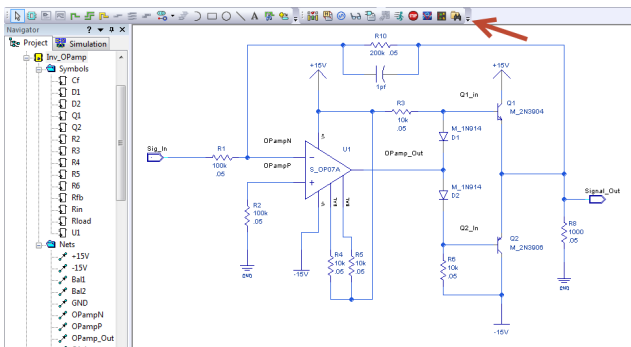 Navigator
Project
Simulation
Inv_OPamp
Symbols
Cf
D1
D2
Q1
Q2
R2
R3
R4
R5
R6
Rfb
Rin
Rload
U1
Nets
+15V
-15V
Bal1
Bal2
GND
OPampN
OPampP
OPamp_Out
R10
200k .05
1pf
+15V
+15V
Q1_in
Q1
M_2N3904
R3
10k
.05
M_1N914
D1
Sig_In
R1
100k
.05
OPampN
OPampP
U1
S_OP07A
OPamp_Out
BAL
BAL
M_1N914
D2
Signal_Out
R2
100k
.05
Q2_In
Q2
M_2N3906
R8
1000
.05
R4
10k
.05
R5
10k
.05
R6
10k
.05
GND
-15V
GND
-15V